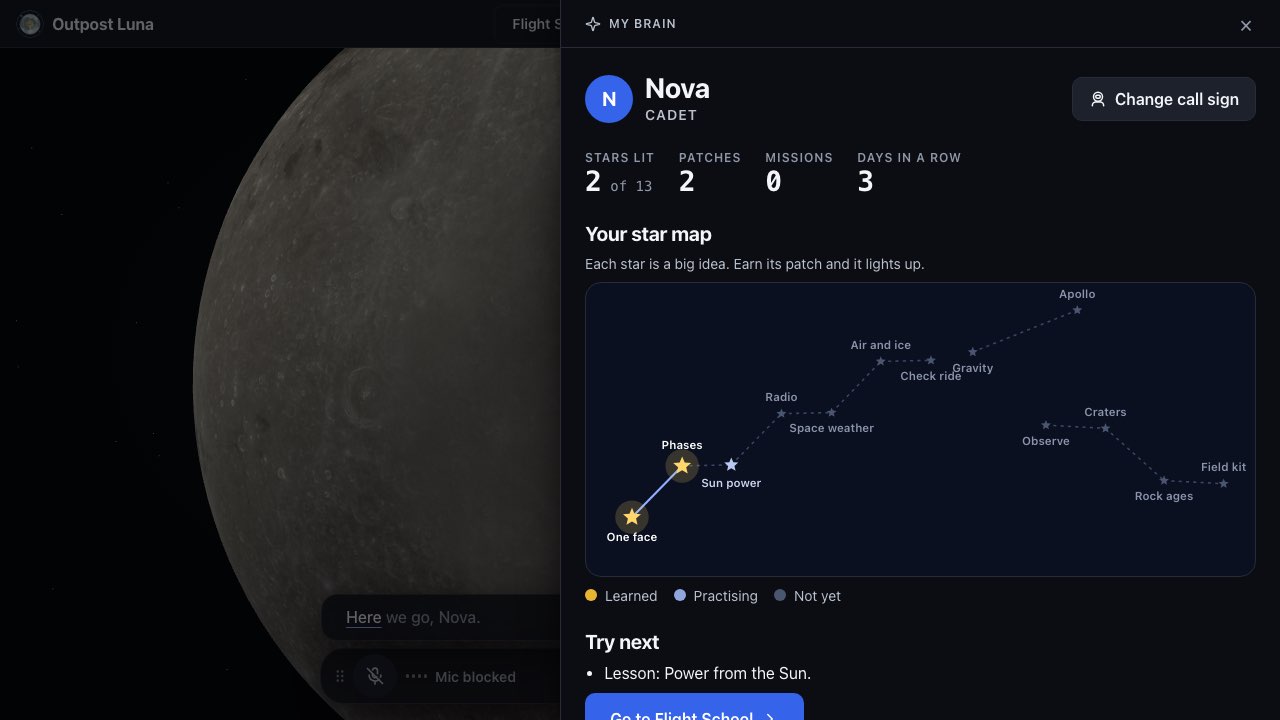 Outpost Luna
Flight S
MY BRAIN
N
Nova
CADET
Change call sign
STARS LIT
2 of 13
PATCHES
2
MISSIONS
0
DAYS IN A ROW
3
Your star map
Each star is a big idea. Earn its patch and it lights up.
Apollo
Air and ice
Gravity
Check ride
Radio
Space weather
Craters
Observe
Phases
Sun power
Field kit
Rock ages
One face
Learned
Practising
Not yet
Here we go, Nova.
Mic blocked
Try next
• Lesson: Power from the Sun.
Go to Flight School